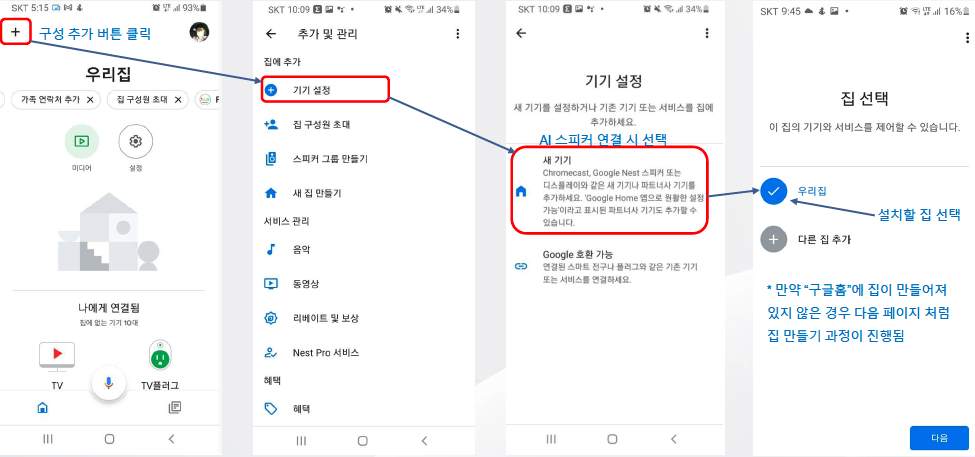 SKT 5:15 93%
+ 구성 추가 버튼 클릭
우리집
가족 연락처 추가 X
집 구성원 초대 X
미디어
설정
나에게 연결됨
집에 없는 기기 10대
TV
TV플러그
SKT 10:09 34%
추가 및 관리
집에 추가
기기 설정
집 구성원 초대
스피커 그룹 만들기
새 집 만들기
서비스 관리
음악
동영상
리베이트 및 보상
Nest Pro 서비스
혜택
혜택
SKT 10:09 34%
기기 설정
새 기기를 설정하거나 기존 기기 또는 서비스를 집에
추가하세요.
AI 스피커 연결 시 선택
새 기기
Chromecast, Google Nest 스피커 또는
디스플레이와 같은 새 기기나 파트너사 기기를
추가하세요. 'Google Home 앱으로 원활한 설정
가능'이라고 표시된 파트너사 기기도 추가할 수
있습니다.
Google 호환 가능
연결된 스마트 전구나 플러그와 같은 기존 기기
또는 서비스를 연결하세요.
SKT 9:45 16%
집 선택
이 집의 기기와 서비스를 제어할 수 있습니다.
우리집
설치할 집 선택
다른 집 추가
* 만약 “구글홈”에 집이 만들어져
있지 않은 경우 다음 페이지 처럼
집 만들기 과정이 진행됨
다음